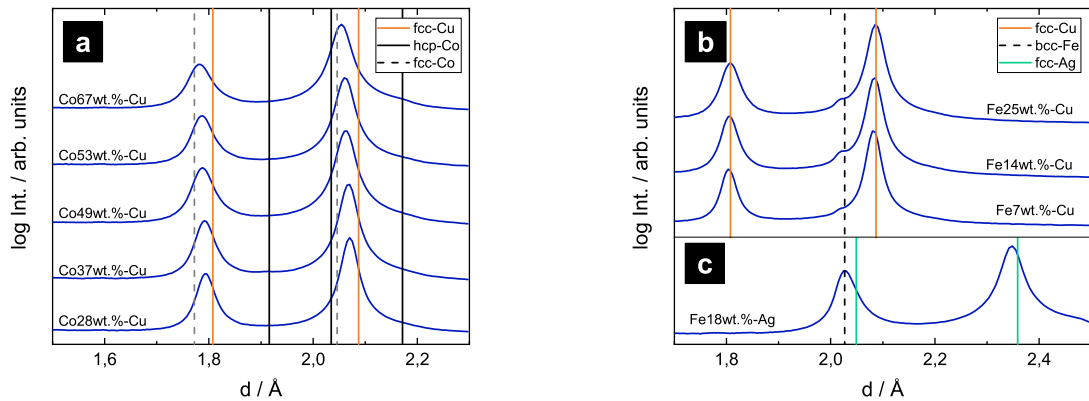 a
fcc-Cu
hcp-Co
fcc-Co
Co67wt.%-Cu
Co53wt.%-Cu
Co49wt.%-Cu
Co37wt.%-Cu
Co28wt.%-Cu
log Int. / arb. units
1,6
1,8
2,0
2,2
d / Å
b
fcc-Cu
bcc-Fe
fcc-Ag
Fe25wt.%-Cu
Fe14wt.%-Cu
Fe7wt.%-Cu
c
Fe18wt.%-Ag
log Int. / arb. units
1,8
2,0
2,2
2,4
d / Å